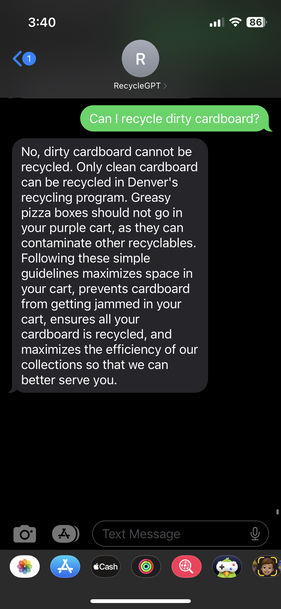 3:40
86
1
R
RecycleGPT
Can I recycle dirty cardboard?
No, dirty cardboard cannot be
recycled. Only clean cardboard
can be recycled in Denver's
recycling program. Greasy
pizza boxes should not go in
your purple cart, as they can
contaminate other recyclables.
Following these simple
guidelines maximizes space in
your cart, prevents cardboard
from getting jammed in your
cart, ensures all your
cardboard is recycled, and
maximizes the efficiency of our
collections so that we can
better serve you.
Text Message
Cash